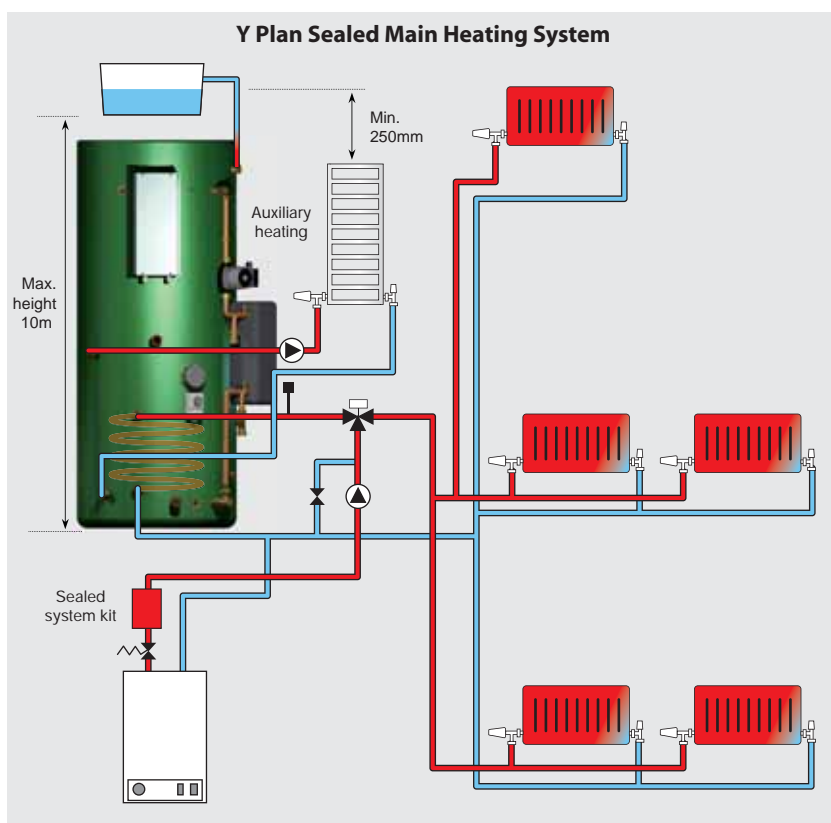 Y Plan Sealed Main Heating System
Min.
250mm
Auxiliary
heating
Max.
height
10m
Sealed
system kit